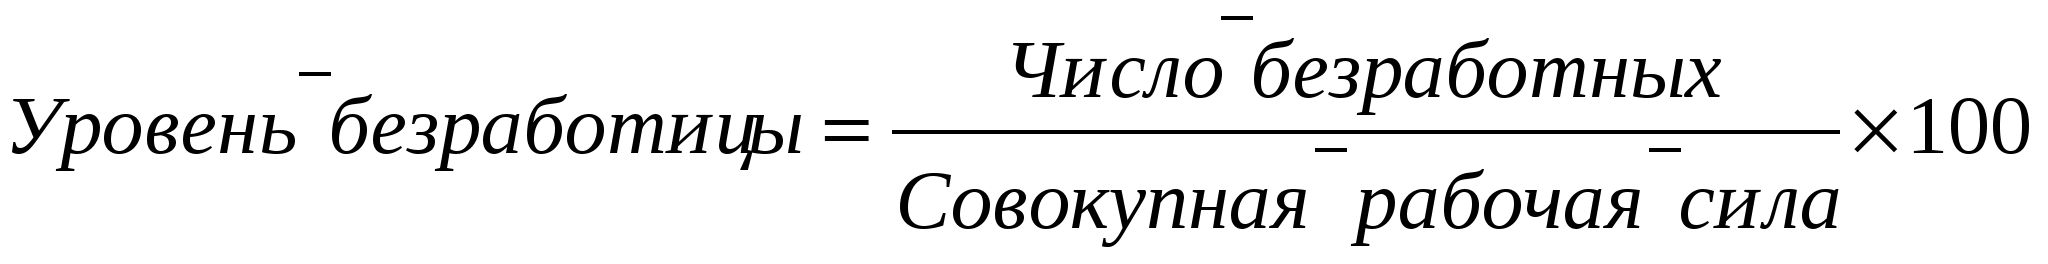 Число¯безработных
Уровень¯безработицы = ×100
Совокупная¯рабочая¯сила